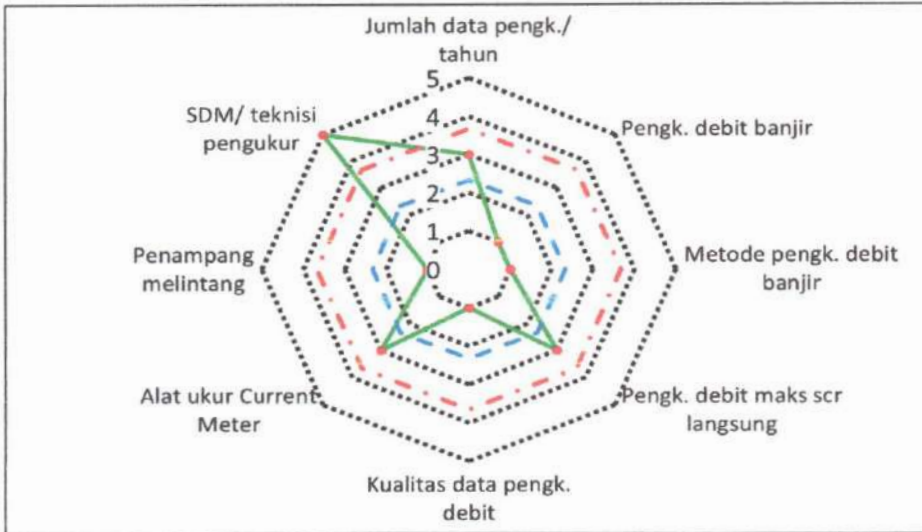 Jumlah data pengk./
tahun
5
4
3
2
1
0
Pengk. debit banjir
Metode pengk. debit
banjir
Pengk. debit maks scr
langsung
Kualitas data pengk.
debit
Alat ukur Current
Meter
Penampang
melintang
SDM/ teknisi
pengukur